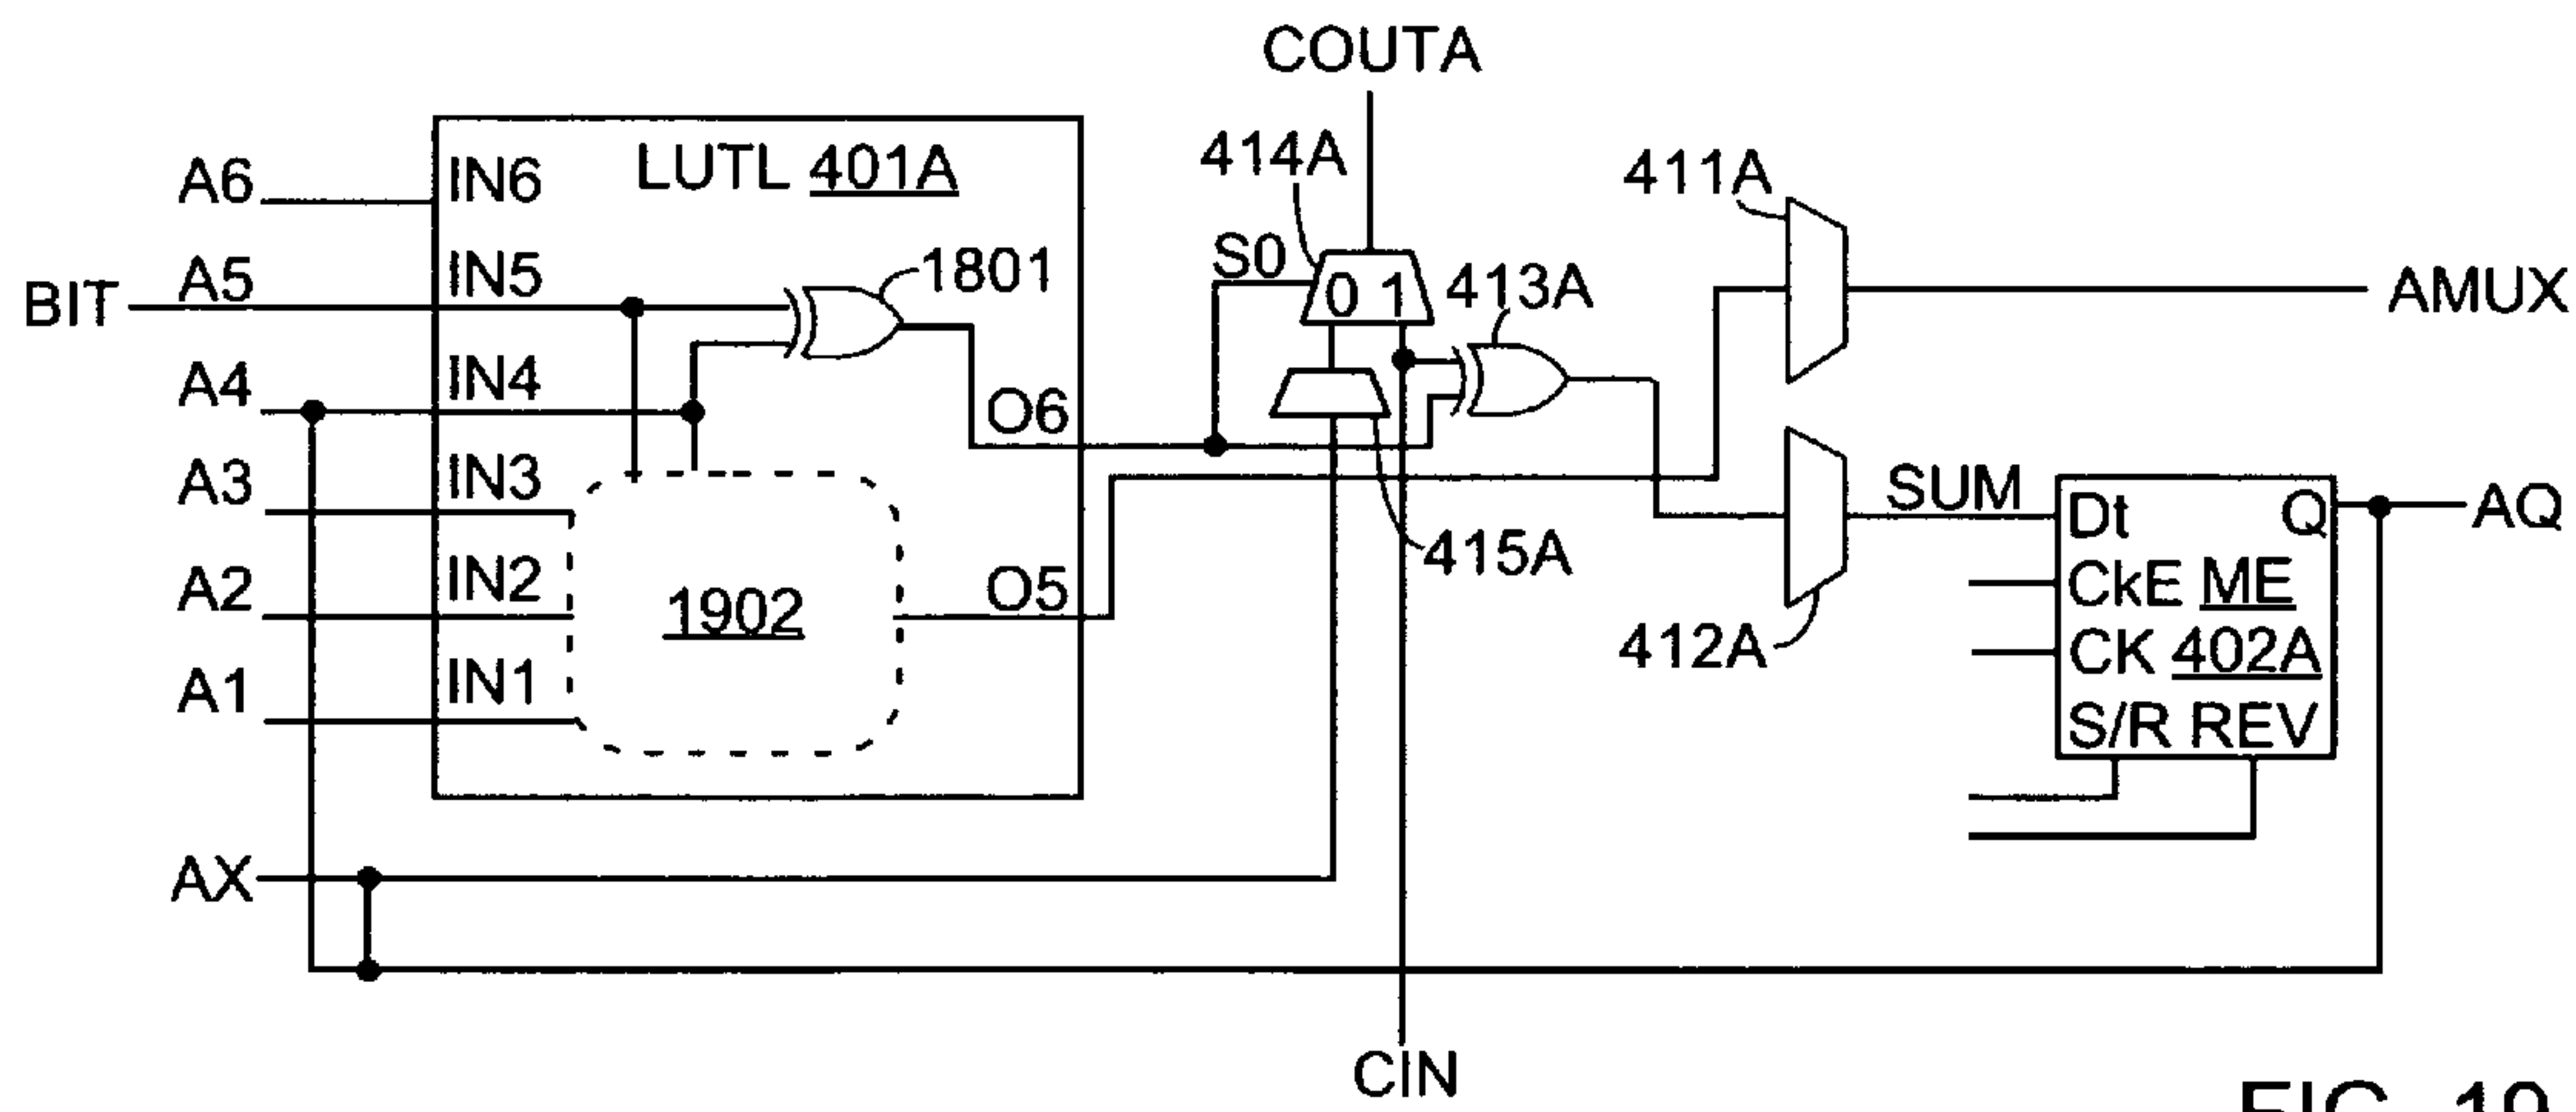 COUTA
414A
411A
A6
IN6
LUTL 401A
BIT
A5
IN5
1801
S0
0 1
413A
AMUX
A4
IN4
O6
A3
IN3
SUM
Dt
Q
AQ
415A
A2
IN2
1902
O5
CkE ME
412A
CK 402A
A1
IN1
S/R REV
AX
CIN